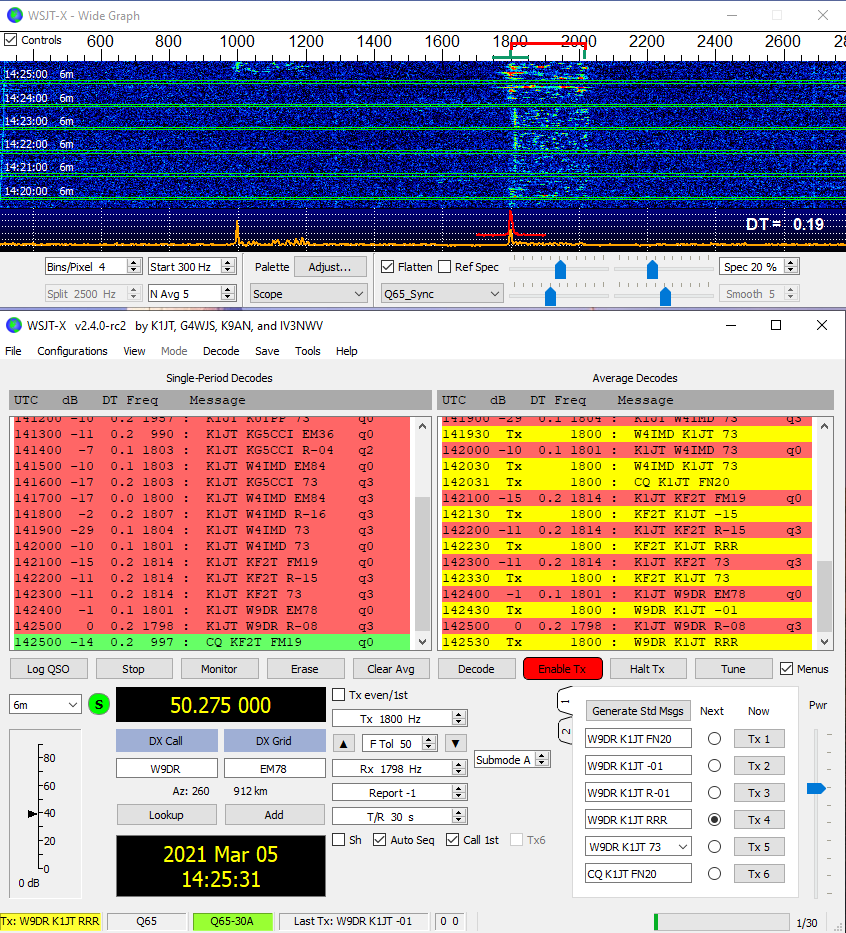 WSJT-X - Wide Graph
Controls 600 800 1000 1200 1400 1600 1800 2000 2200 2400 2600 28
14:25:00 6m
14:24:00 6m
14:23:00 6m
14:22:00 6m
14:21:00 6m
14:20:00 6m
DT = 0.19
Bins/Pixel 4 Start 300 Hz Palette Adjust... Flatten Ref Spec Spec 20 %
Split 2500 Hz N Avg 5 Scope Q65_Sync Smooth 5
WSJT-X v2.4.0-rc2 by K1JT, G4WJS, K9AN, and IV3NWV
File Configurations View Mode Decode Save Tools Help
Single-Period Decodes
UTC dB DT Freq Message
141200 -10 0.2 1957 : K1JT K01PP 73 q0
141300 -11 0.2 990 : K1JT KG5CCI EM36 q0
141400 -7 0.1 1803 : K1JT KG5CCI R-04 q2
141500 -10 0.1 1803 : K1JT W4IMD EM84 q0
141600 -17 0.2 1803 : K1JT KG5CCI 73 q3
141700 -17 0.0 1800 : K1JT W4IMD EM84 q3
141800 -2 0.2 1807 : K1JT W4IMD R-16 q3
141900 -29 0.1 1804 : K1JT W4IMD 73 q3
142000 -10 0.1 1801 : K1JT W4IMD 73 q0
142100 -15 0.2 1814 : K1JT KF2T FM19 q0
142200 -11 0.2 1814 : K1JT KF2T R-15 q3
142300 -11 0.2 1814 : K1JT KF2T 73 q3
142400 -1 0.1 1801 : K1JT W9DR EM78 q0
142500 0 0.2 1798 : K1JT W9DR R-08 q3
142500 -14 0.2 997 : CQ KF2T FM19 q0
Average Decodes
UTC dB DT Freq Message
141900 -29 0.1 1804 : K1JT W4IMD 73 q3
141930 Tx 1800 : W4IMD K1JT 73
142000 -10 0.1 1801 : K1JT W4IMD 73 q0
142030 Tx 1800 : W4IMD K1JT 73
142031 Tx 1800 : CQ K1JT FN20
142100 -15 0.2 1814 : K1JT KF2T FM19 q0
142130 Tx 1800 : KF2T K1JT -15
142200 -11 0.2 1814 : K1JT KF2T R-15 q3
142230 Tx 1800 : KF2T K1JT RRR
142300 -11 0.2 1814 : K1JT KF2T 73 q3
142330 Tx 1800 : KF2T K1JT 73
142400 -1 0.1 1801 : K1JT W9DR EM78 q0
142430 Tx 1800 : W9DR K1JT -01
142500 0 0.2 1798 : K1JT W9DR R-08 q3
142530 Tx 1800 : W9DR K1JT RRR
Log QSO Stop Monitor Erase Clear Avg Decode Enable Tx Halt Tx Tune Menus
6m S 50.275 000
DX Call DX Grid
W9DR EM78
Az: 260 912 km
Lookup Add
2021 Mar 05
14:25:31
80
60
40
20
0
0 dB
Tx even/1st
Tx 1800 Hz
F Tol 50
Rx 1798 Hz
Submode A
Report -1
T/R 30 s
Sh Auto Seq Call 1st Tx6
1
2
Generate Std Msgs Next Now Pwr
W9DR K1JT FN20 Tx 1
W9DR K1JT -01 Tx 2
W9DR K1JT R-01 Tx 3
W9DR K1JT RRR Tx 4
W9DR K1JT 73 Tx 5
CQ K1JT FN20 Tx 6
Tx: W9DR K1JT RRR Q65 Q65-30A Last Tx: W9DR K1JT -01 0 0 1/30